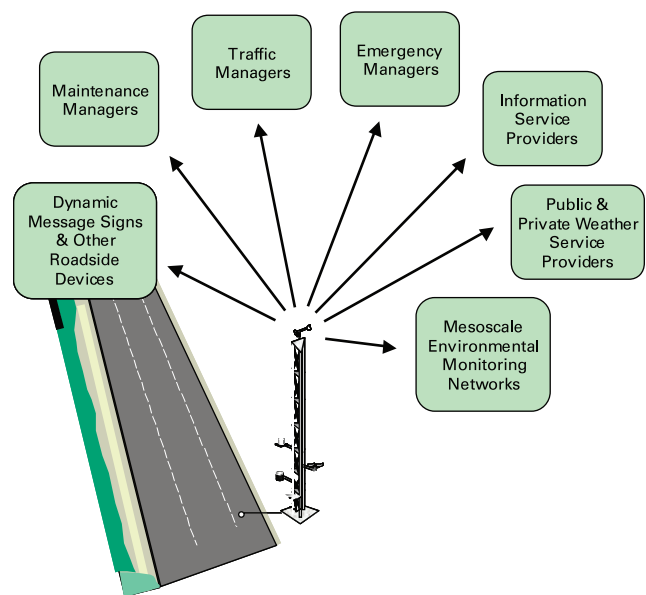 Traffic
Managers
Emergency
Managers
Maintenance
Managers
Information
Service
Providers
Dynamic
Message Signs
& Other
Roadside
Devices
Public &
Private Weather
Service
Providers
Mesoscale
Environmental
Monitoring
Networks